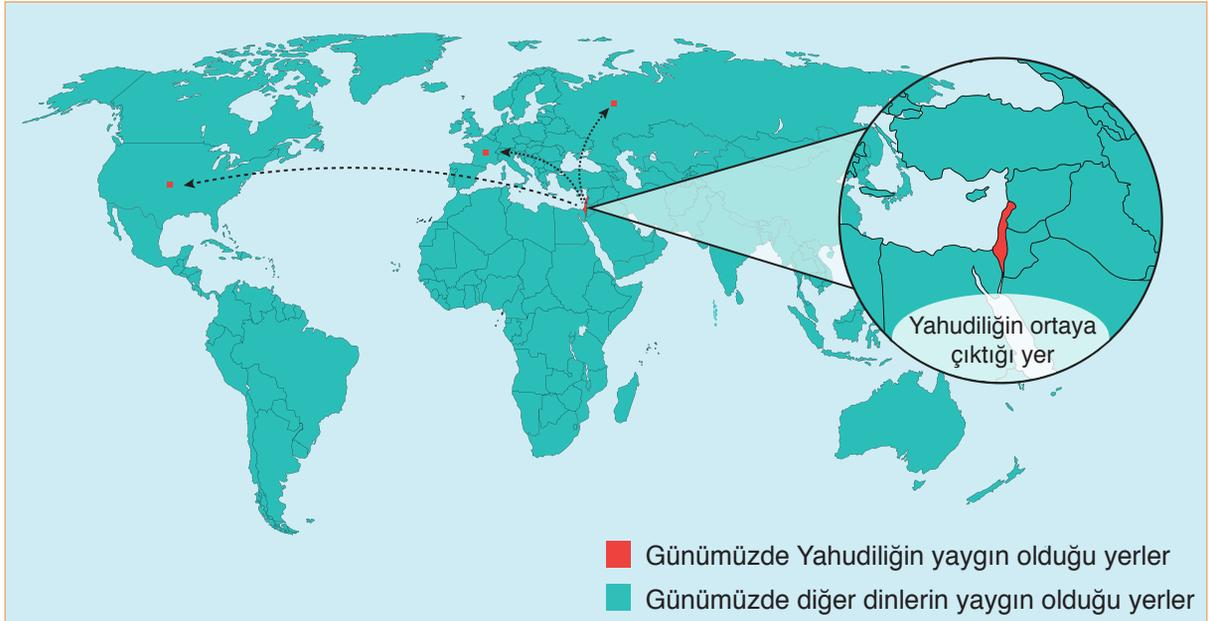 Yahudiliğin ortaya
çıktığı yer
Günümüzde Yahudiliğin yaygın olduğu yerler
Günümüzde diğer dinlerin yaygın olduğu yerler